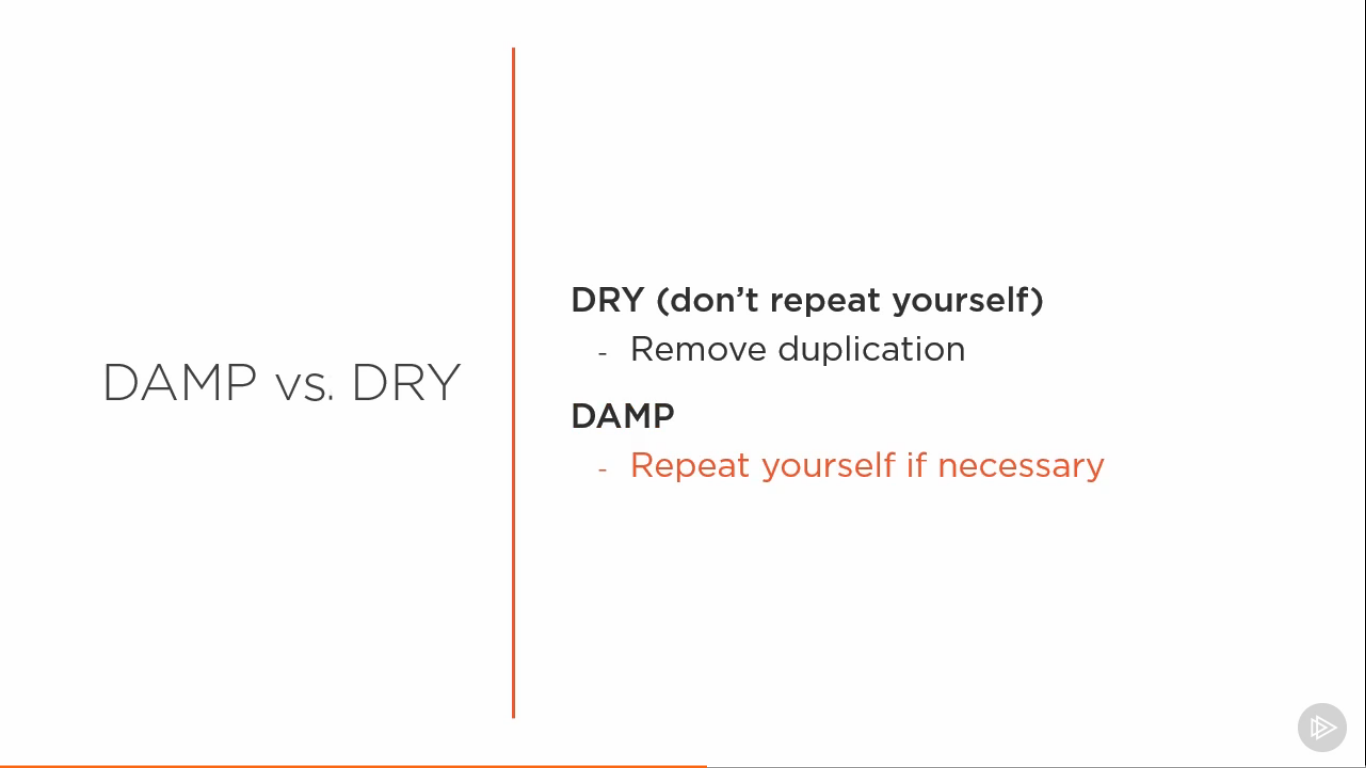 DAMP vs. DRY
DRY (don’t repeat yourself)
- Remove duplication
DAMP
- Repeat yourself if necessary